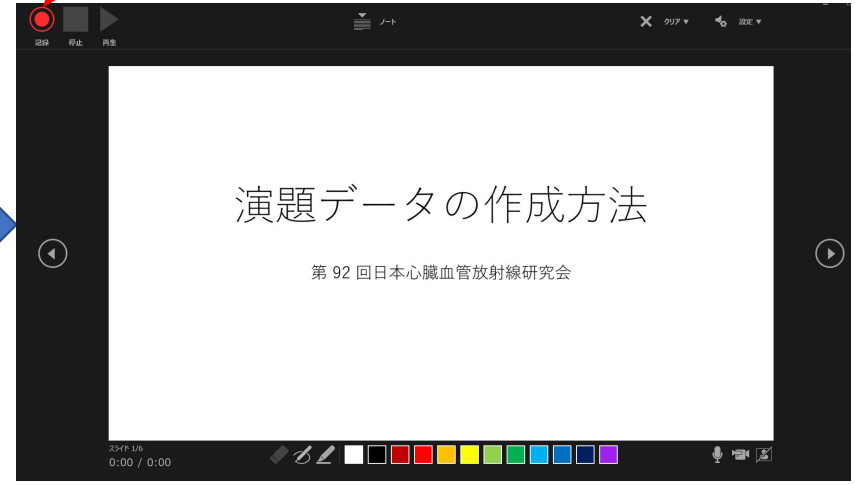 記録 停止 再生
ノート
クリア
設定
演題データの作成方法
第 92 回日本心臓血管放射線研究会
スライド 1/6
0:00 / 0:00